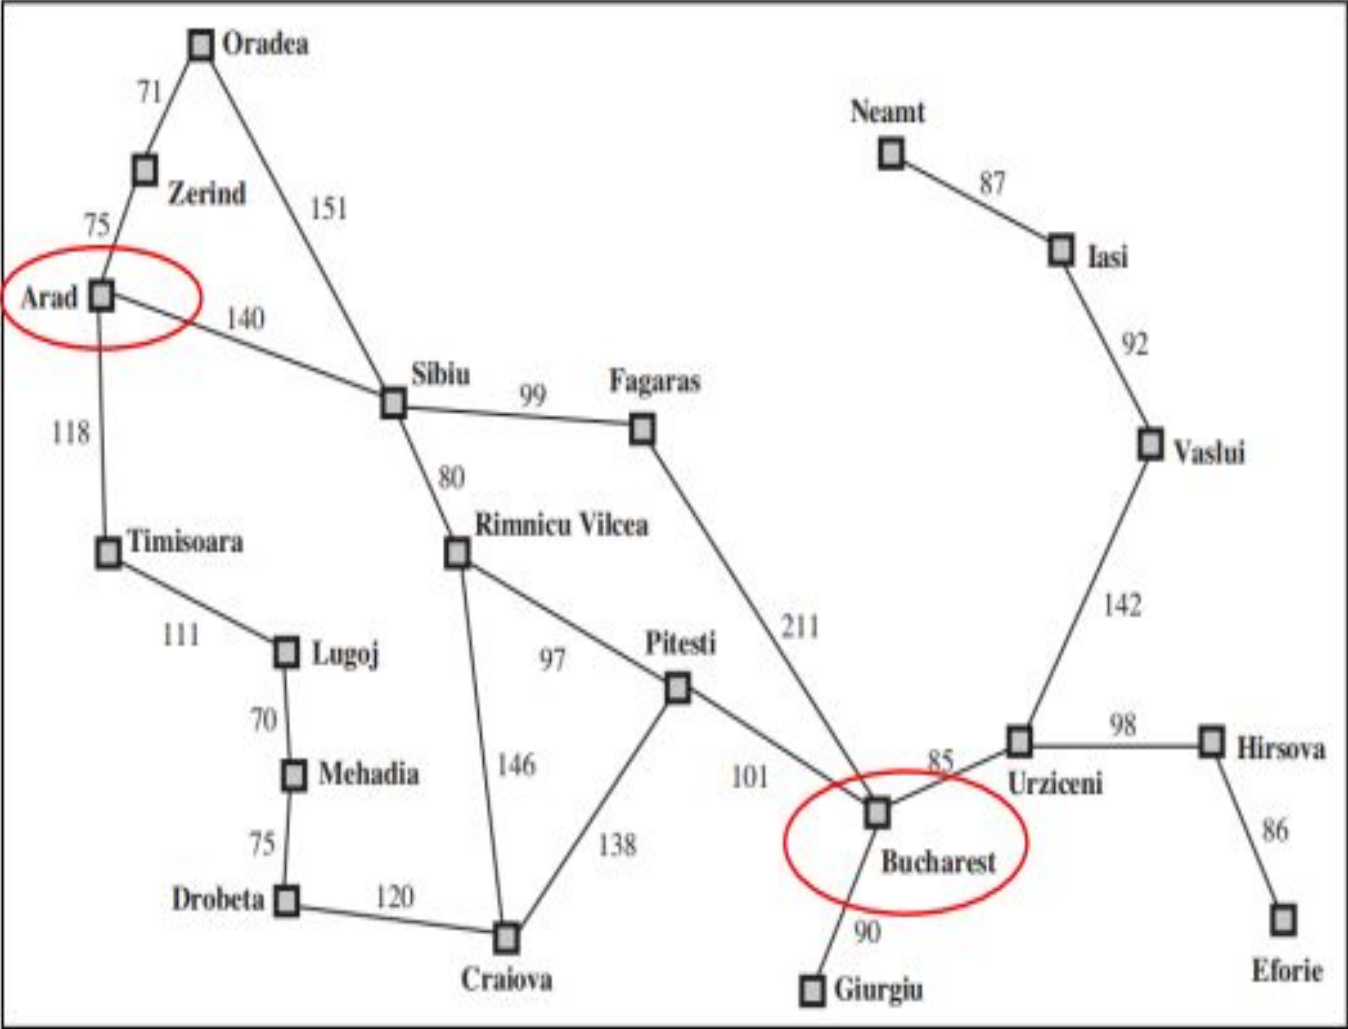 Oradea
71
Neamt
87
Zerind
151
75
Iasi
Arad
140
92
Sibiu
99
Fagaras
118
Vaslui
80
Rimnicu Vilcea
Timisoara
142
111
Lugoj
97
Pitesti
211
70
98
Hirsova
Mehadia
146
101
85
Urziceni
75
138
86
Bucharest
Drobeta
120
90
Craiova
Giurgiu
Eforie